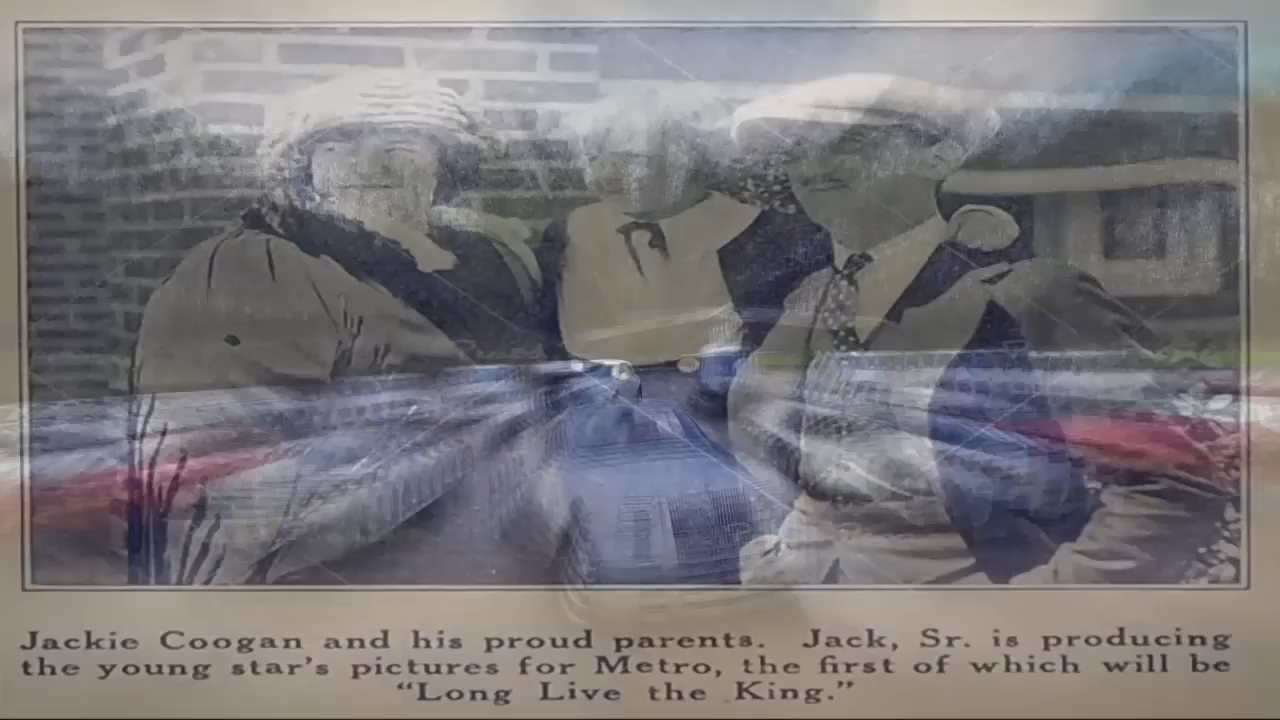 Jackie Coogan and his proud parents. Jack, Sr. is producing
the young star's pictures for Metro, the first of which will be
"Long Live the King."